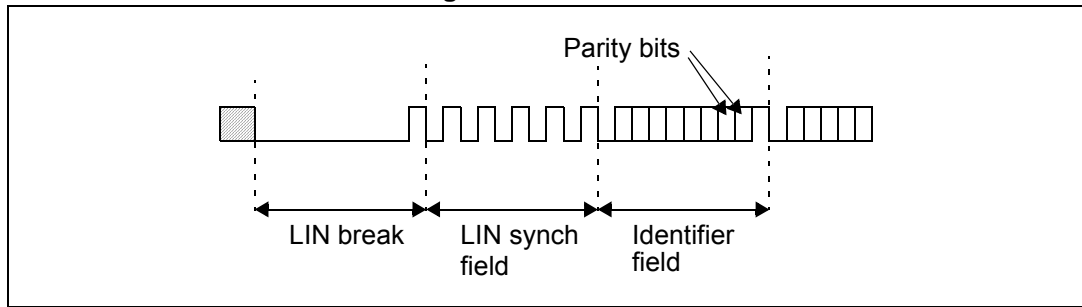 Parity bits
LIN break
LIN synch
field
Identifier
field